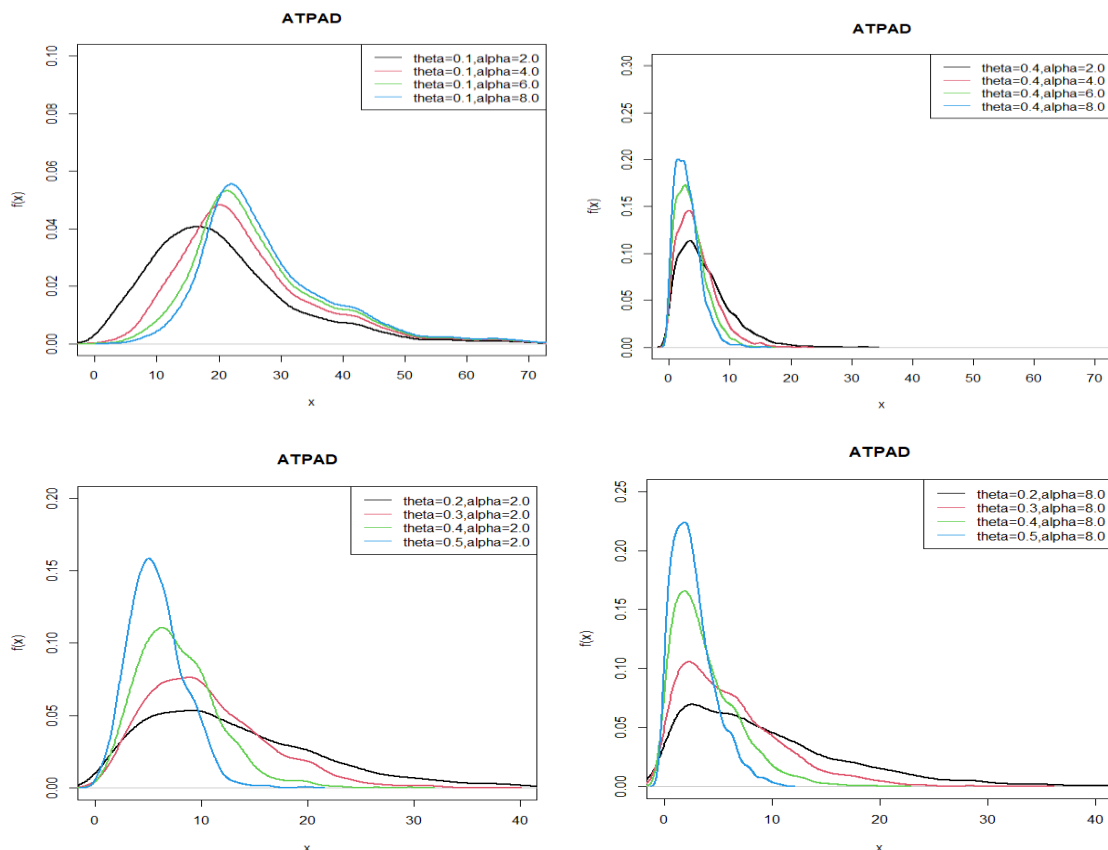 ATPAD
theta=0.1,alpha=2.0
theta=0.1,alpha=4.0
theta=0.1,alpha=6.0
theta=0.1,alpha=8.0
f(x)
0.00 0.02 0.04 0.06 0.08 0.10
0 10 20 30 40 50 60 70
x
ATPAD
theta=0.4,alpha=2.0
theta=0.4,alpha=4.0
theta=0.4,alpha=6.0
theta=0.4,alpha=8.0
f(x)
0.00 0.05 0.10 0.15 0.20 0.25 0.30
0 10 20 30 40 50 60 70
x
ATPAD
theta=0.2,alpha=2.0
theta=0.3,alpha=2.0
theta=0.4,alpha=2.0
theta=0.5,alpha=2.0
f(x)
0.00 0.05 0.10 0.15 0.20
0 10 20 30 40
x
ATPAD
theta=0.2,alpha=8.0
theta=0.3,alpha=8.0
theta=0.4,alpha=8.0
theta=0.5,alpha=8.0
f(x)
0.00 0.05 0.10 0.15 0.20 0.25
0 10 20 30 40
x